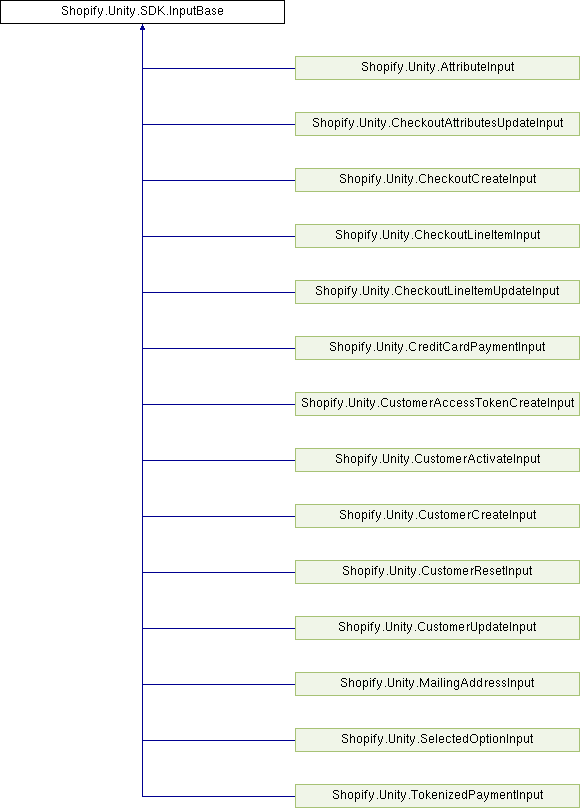 Shopify.Unity.SDK.InputBase
Shopify.Unity.AttributeInput
Shopify.Unity.CheckoutAttributesUpdateInput
Shopify.Unity.CheckoutCreateInput
Shopify.Unity.CheckoutLineItemInput
Shopify.Unity.CheckoutLineItemUpdateInput
Shopify.Unity.CreditCardPaymentInput
Shopify.Unity.CustomerAccessTokenCreateInput
Shopify.Unity.CustomerActivateInput
Shopify.Unity.CustomerCreateInput
Shopify.Unity.CustomerResetInput
Shopify.Unity.CustomerUpdateInput
Shopify.Unity.MailingAddressInput
Shopify.Unity.SelectedOptionInput
Shopify.Unity.TokenizedPaymentInput